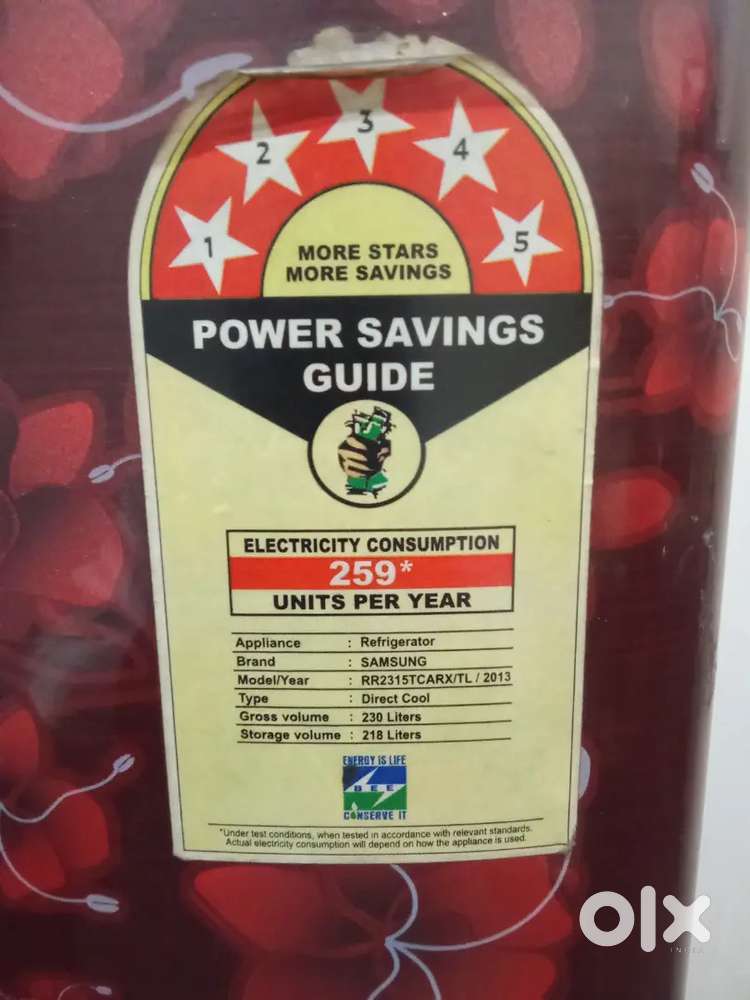 1 2 3 4 5
MORE STARS
MORE SAVINGS
POWER SAVINGS
GUIDE
ELECTRICITY CONSUMPTION
259*
UNITS PER YEAR
Appliance : Refrigerator
Brand : SAMSUNG
Model/Year : RR2315TCARX/TL / 2013
Type : Direct Cool
Gross volume : 230 Liters
Storage volume : 218 Liters
ENERGY IS LIFE
BEE
CONSERVE IT
*Under test conditions, when tested in accordance with relevant standards.
Actual electricity consumption will depend on how the appliance is used.
olx
INDIA